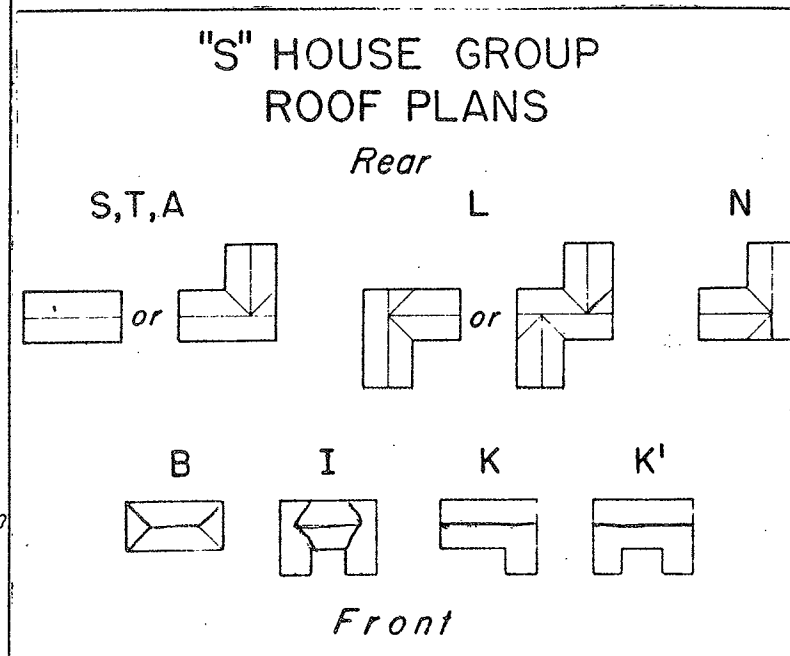 "S" HOUSE GROUP
ROOF PLANS
Rear
S,T,A L N
or or
B I K K'
Front